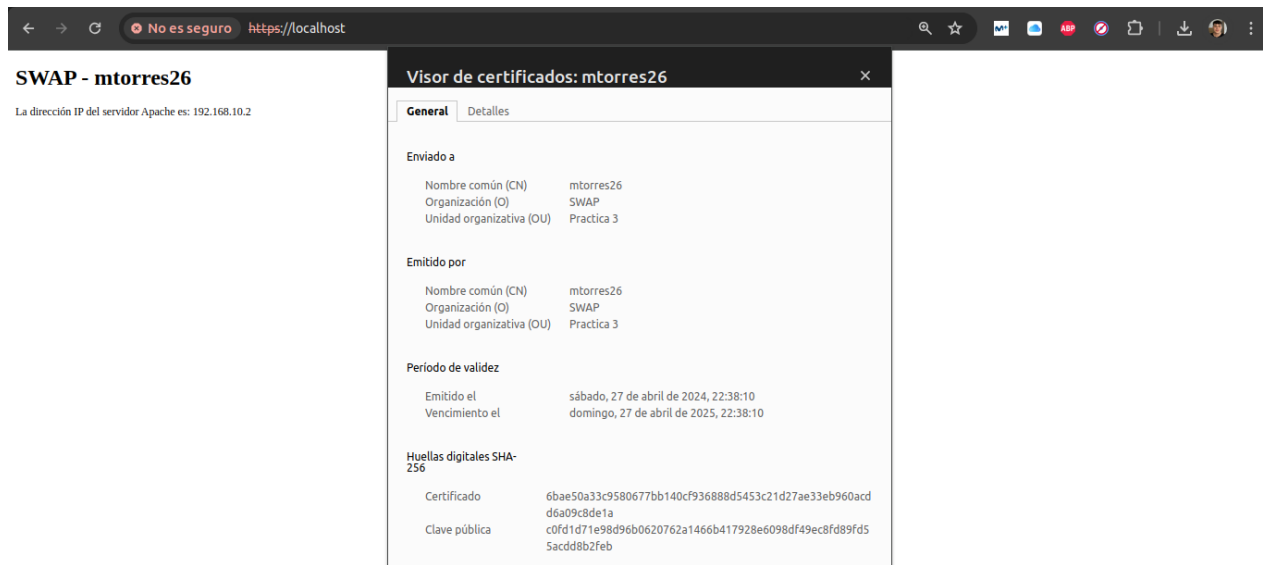 No es seguro https://localhost
M+ ABP
SWAP - mtorres26
La dirección IP del servidor Apache es: 192.168.10.2
Visor de certificados: mtorres26
General Detalles
Enviado a
Nombre común (CN) mtorres26
Organización (O) SWAP
Unidad organizativa (OU) Practica 3
Emitido por
Nombre común (CN) mtorres26
Organización (O) SWAP
Unidad organizativa (OU) Practica 3
Período de validez
Emitido el sábado, 27 de abril de 2024, 22:38:10
Vencimiento el domingo, 27 de abril de 2025, 22:38:10
Huellas digitales SHA-
256
Certificado 6bae50a33c9580677bb140cf936888d5453c21d27ae33eb960acd
d6a09c8de1a
Clave pública c0fd1d71e98d96b0620762a1466b417928e6098df49ec8fd89fd5
5acdd8b2feb